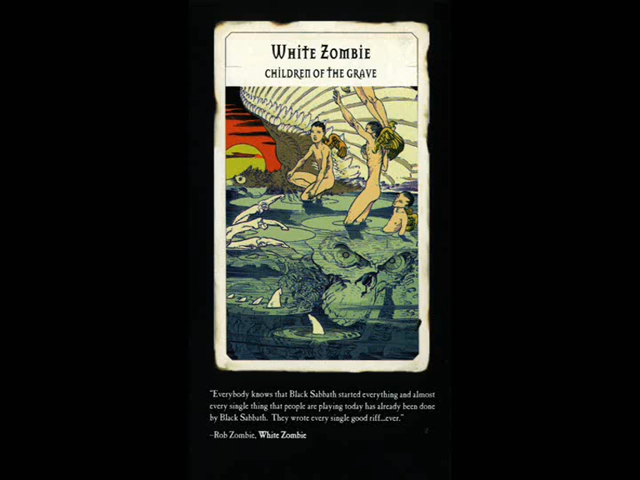 White Zombie
CHILDREN OF THE GRAVE
"Everybody knows that Black Sabbath started everything and almost
every single thing that people are playing today has already been done
by Black Sabbath. They wrote every single good riff...ever."
–Rob Zombie, White Zombie